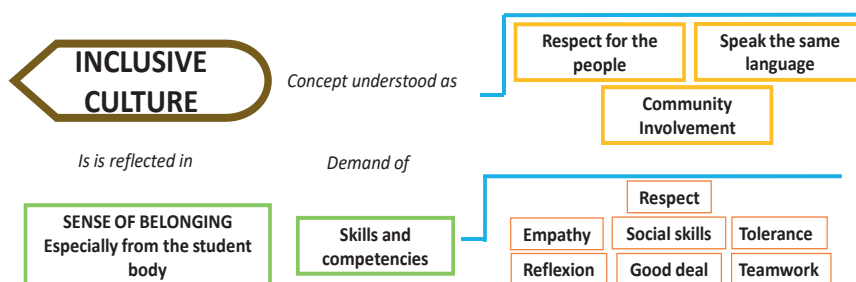 INCLUSIVE
CULTURE
Concept understood as
Respect for the
people
Speak the same
language
Community
Involvement
Is is reflected in
Demand of
SENSE OF BELONGING
Especially from the student
body
Skills and
competencies
Respect
Empathy
Social skills
Tolerance
Reflexion
Good deal
Teamwork